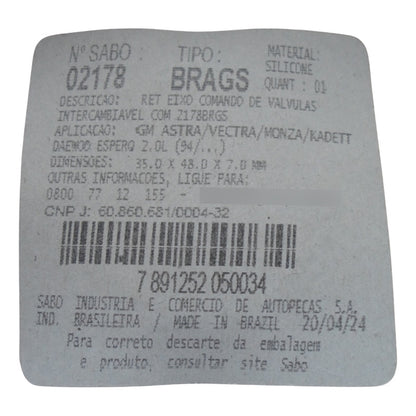 Nº SABO: TIPO: MATERIAL:
02178 BRAGS SILICONE
QUANT: 01
DESCRICAO: RET EIXO COMANDO DE VALVULAS
INTERCAMBIAVEL COM 2178BRGS
APLICACAO: GM ASTRA/VECTRA/MONZA/KADETT
DAEWOO ESPERO 2.0L (94/...)
DIMENSOES: 35.0 X 48.0 X 7.0 MM
OUTRAS INFORMACOES, LIGUE PARA:
0800 77 12 155 -
CNPJ: 60.860.681/0004-32
7 891252 050034
SABO INDUSTRIA E COMERCIO DE AUTOPECAS S.A.
IND. BRASILEIRA / MADE IN BRAZIL 20/04/24
Para correto descarte da embalagem
e produto, consultar site Sabo